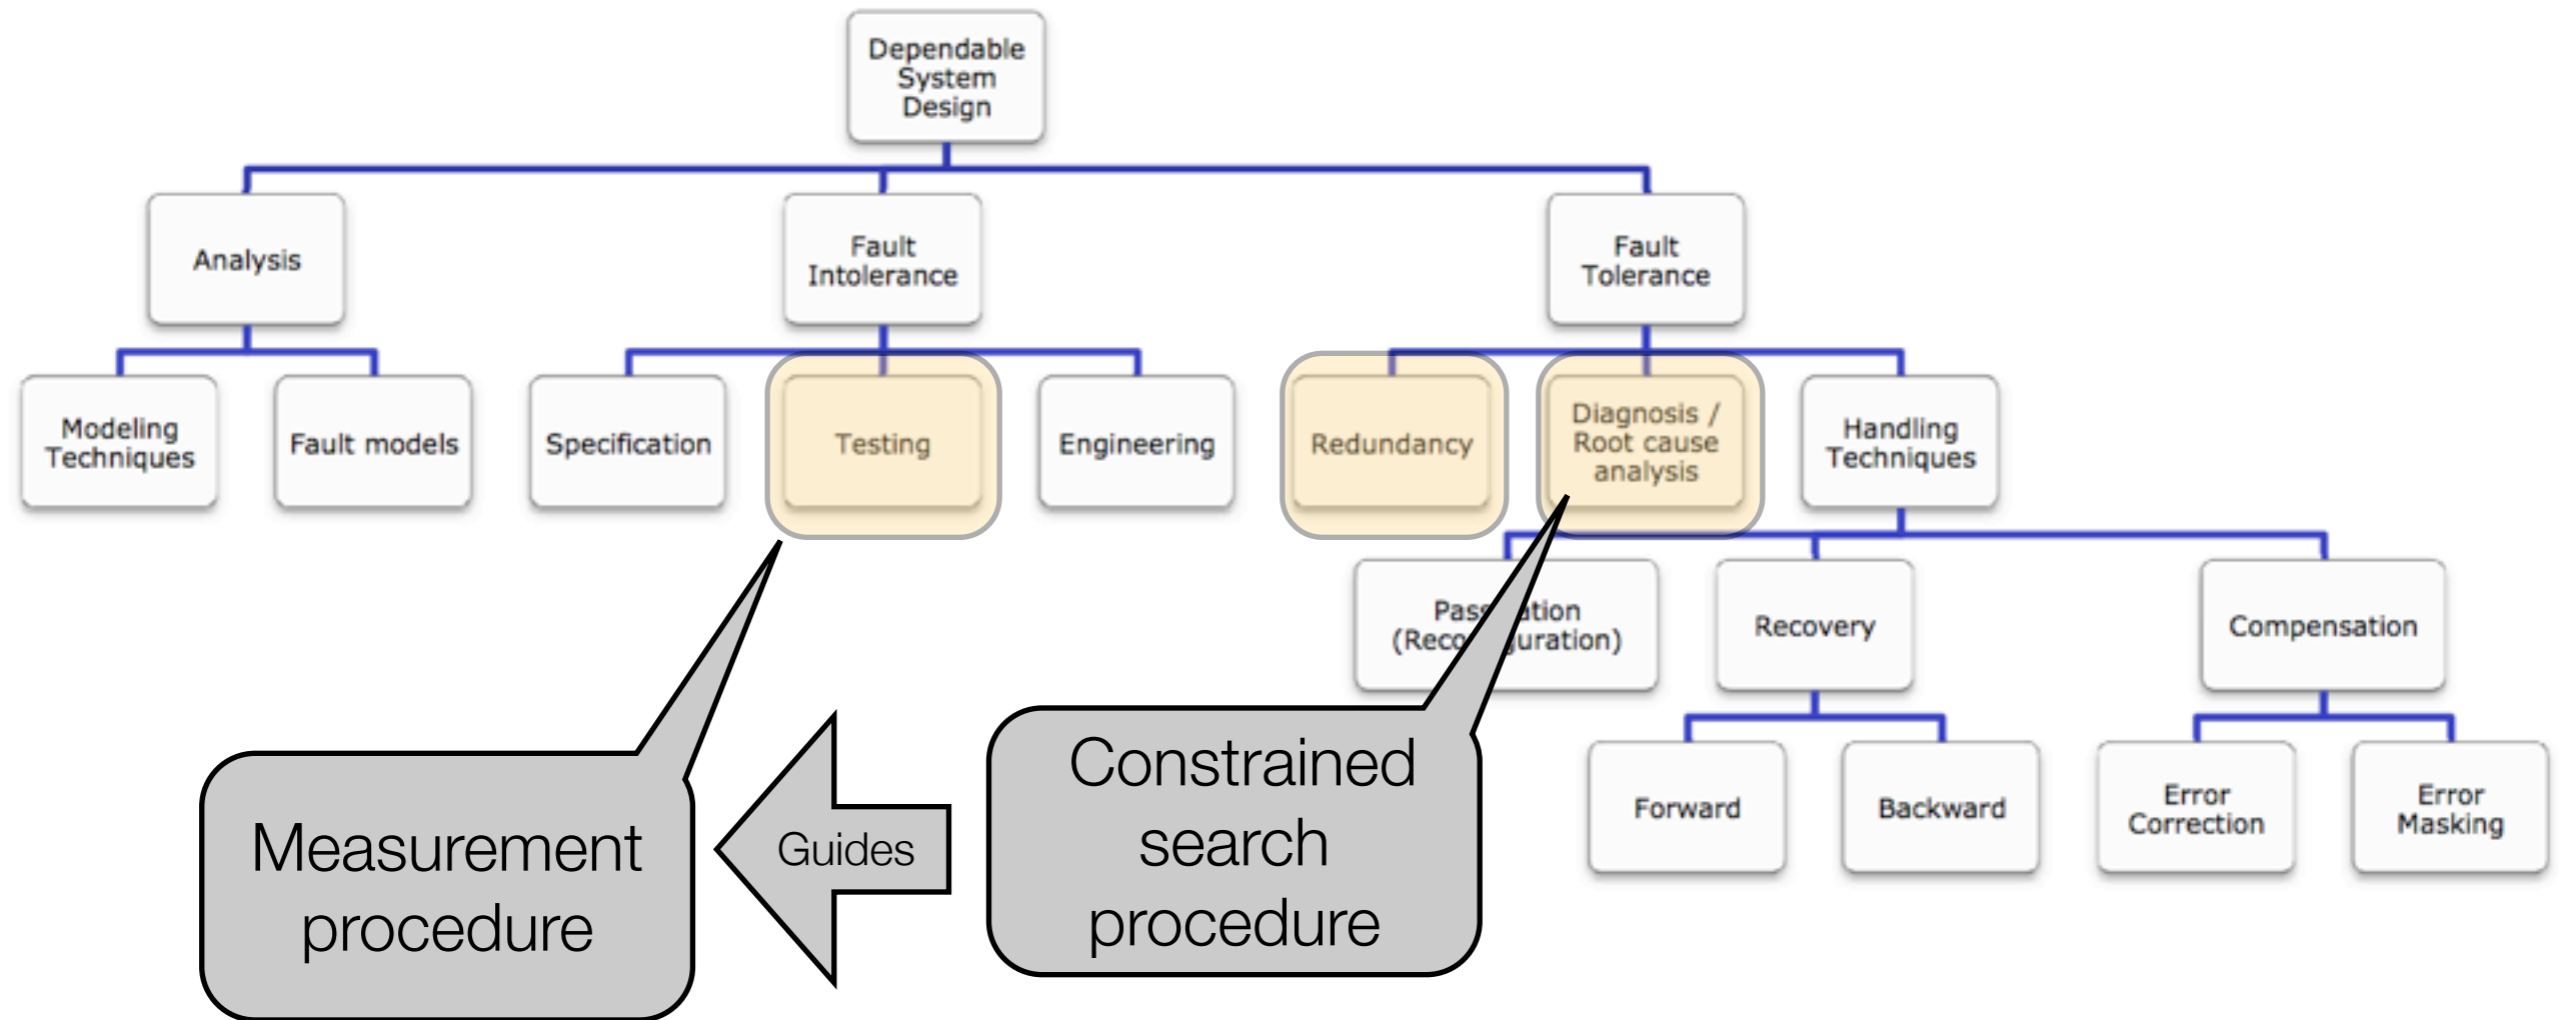 Dependable
System
Design
Analysis
Fault
Intolerance
Fault
Tolerance
Modeling
Techniques
Fault models
Specification
Testing
Engineering
Redundancy
Diagnosis /
Root cause
analysis
Handling
Techniques
Recovery
Compensation
Forward
Backward
Error
Correction
Error
Masking
Measurement
procedure
Guides
Constrained
search
procedure